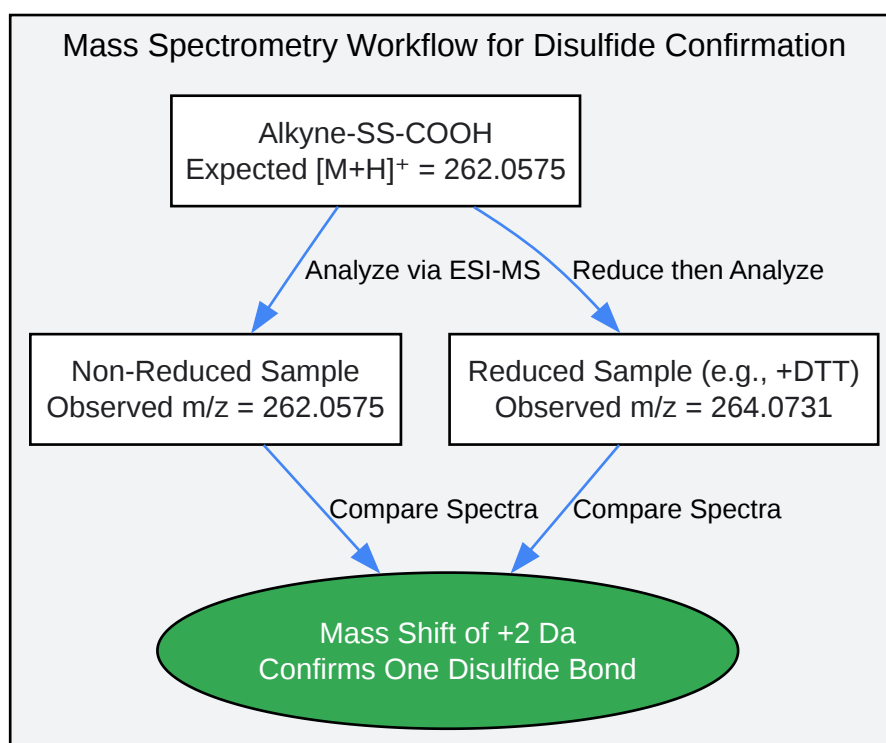 Mass Spectrometry Workflow for Disulfide Confirmation
Alkyne-SS-COOH
Expected [M+H]⁺ = 262.0575
Analyze via ESI-MS
Reduce then Analyze
Non-Reduced Sample
Observed m/z = 262.0575
Reduced Sample (e.g., +DTT)
Observed m/z = 264.0731
Compare Spectra
Compare Spectra
Mass Shift of +2 Da
Confirms One Disulfide Bond